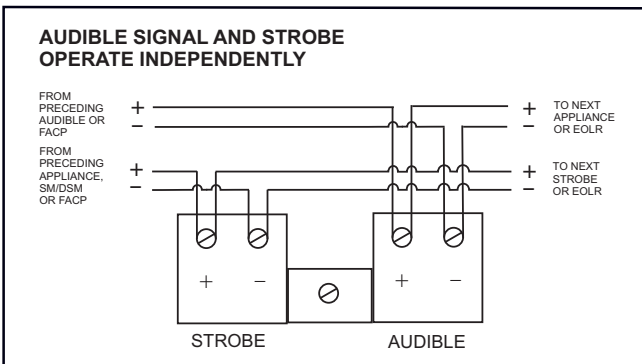 AUDIBLE SIGNAL AND STROBE
OPERATE INDEPENDENTLY
FROM
PRECEDING
AUDIBLE OR
FACP
+
−
TO NEXT
APPLIANCE
OR EOLR
+
−
FROM
PRECEDING
APPLIANCE,
SM/DSM
OR FACP
+
−
TO NEXT
STROBE
OR EOLR
+
−
+ −
+ −
STROBE
AUDIBLE